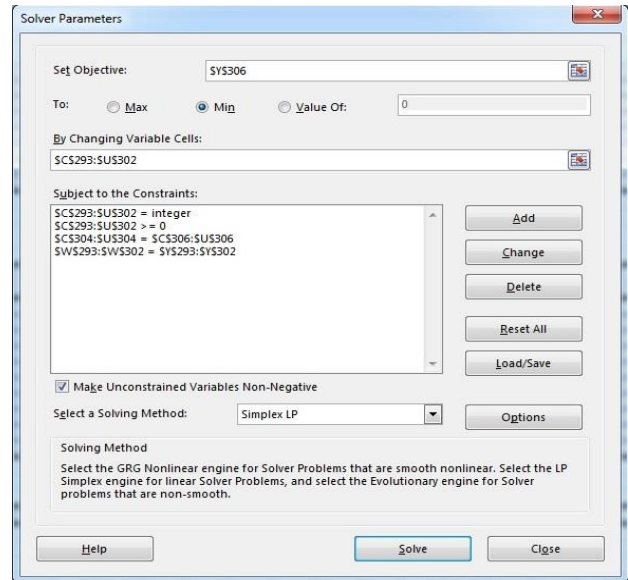 Solver Parameters
Set Objective:
$Y$306
To:
Max
Min
Value Of:
0
By Changing Variable Cells:
$C$293:$U$302
Subject to the Constraints:
$C$293:$U$302 = integer
$C$293:$U$302 >= 0
$C$304:$U$304 = $C$306:$U$306
$W$293:$W$302 = $Y$293:$Y$302
Add
Change
Delete
Reset All
Load/Save
Make Unconstrained Variables Non-Negative
Select a Solving Method:
Simplex LP
Options
Solving Method
Select the GRG Nonlinear engine for Solver Problems that are smooth nonlinear. Select the LP
Simplex engine for linear Solver Problems, and select the Evolutionary engine for Solver
problems that are non-smooth.
Help
Solve
Close